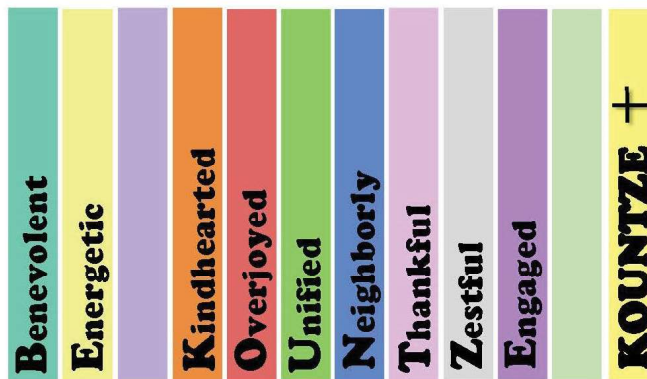 Benevolent
Energetic
Kindhearted
Overjoyed
Unified
Neighborly
Thankful
Zestful
Engaged
KOUNTZE +